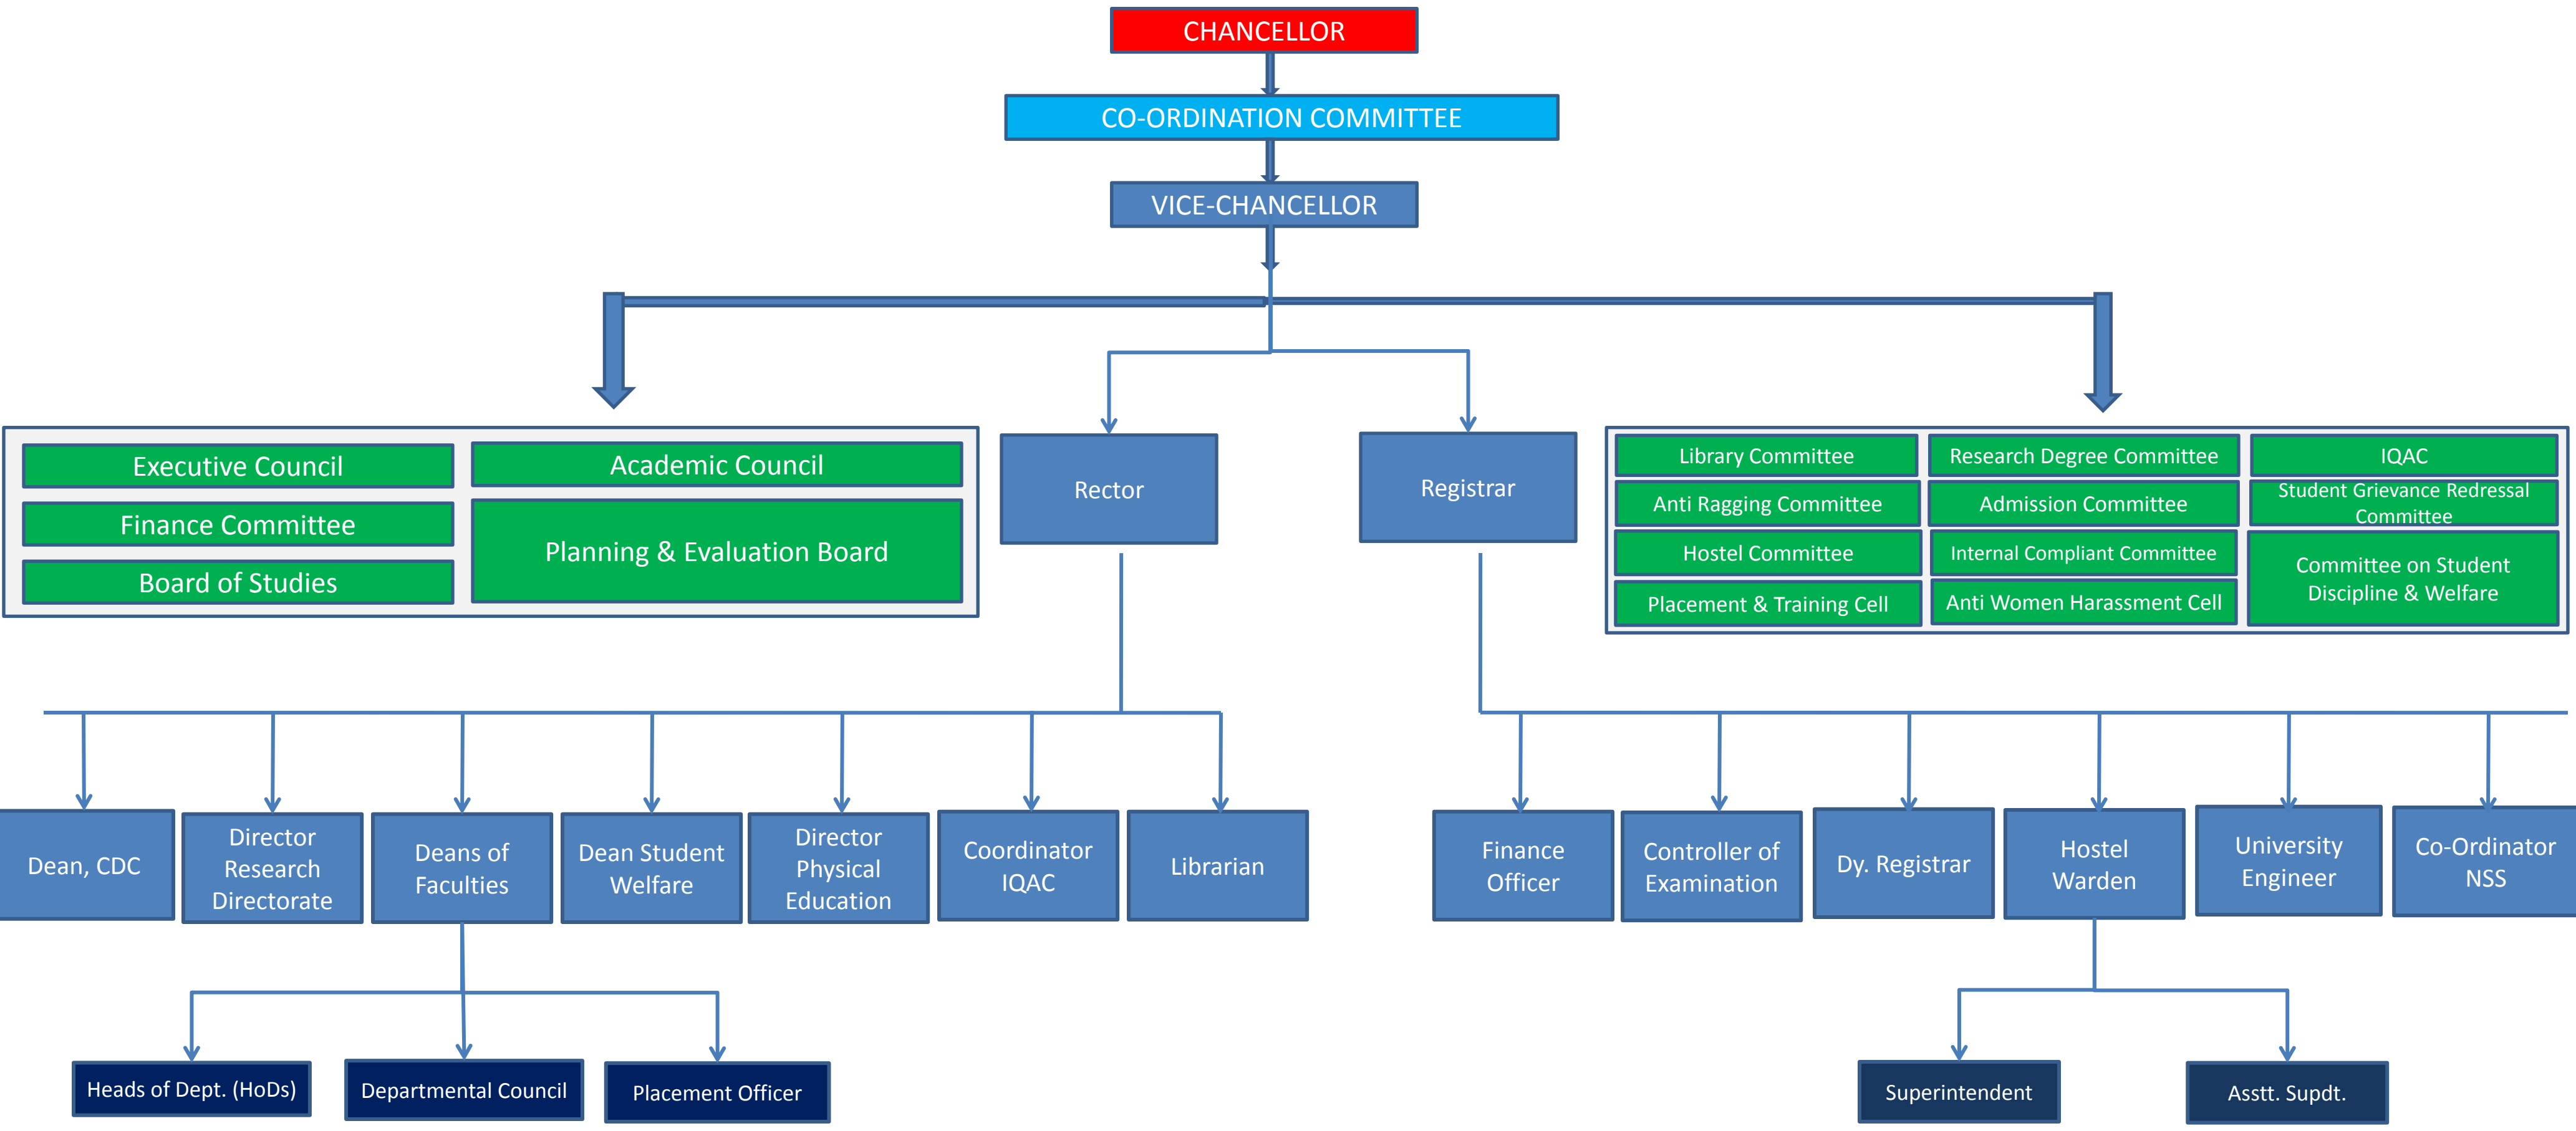 CHANCELLOR
CO-ORDINATION COMMITTEE
VICE-CHANCELLOR
Executive Council
Academic Council
Finance Committee
Planning & Evaluation Board
Board of Studies
Rector
Registrar
Library Committee
Research Degree Committee
IQAC
Anti Ragging Committee
Admission Committee
Student Grievance Redressal
Committee
Hostel Committee
Internal Compliant Committee
Committee on Student
Discipline & Welfare
Placement & Training Cell
Anti Women Harassment Cell
Dean, CDC
Director
Research
Directorate
Deans of
Faculties
Dean Student
Welfare
Director
Physical
Education
Coordinator
IQAC
Librarian
Finance
Officer
Controller of
Examination
Dy. Registrar
Hostel
Warden
University
Engineer
Co-Ordinator
NSS
Heads of Dept. (HoDs)
Departmental Council
Placement Officer
Superintendent
Asstt. Supdt.